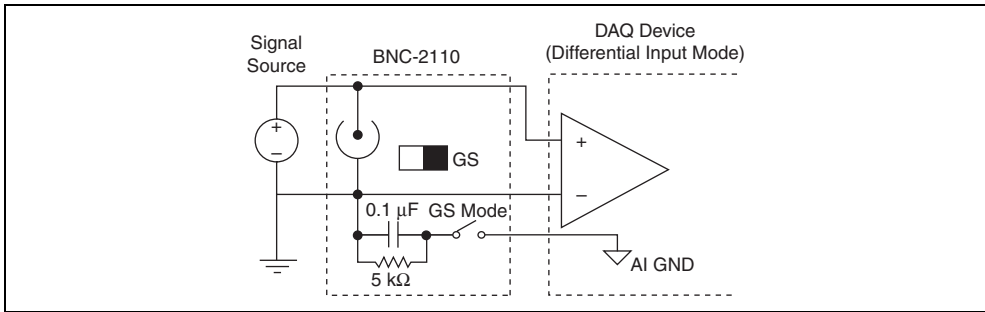 Signal
Source
BNC-2110
DAQ Device
(Differential Input Mode)
+
–
GS
+
–
0.1 μF
GS Mode
5 kΩ
AI GND